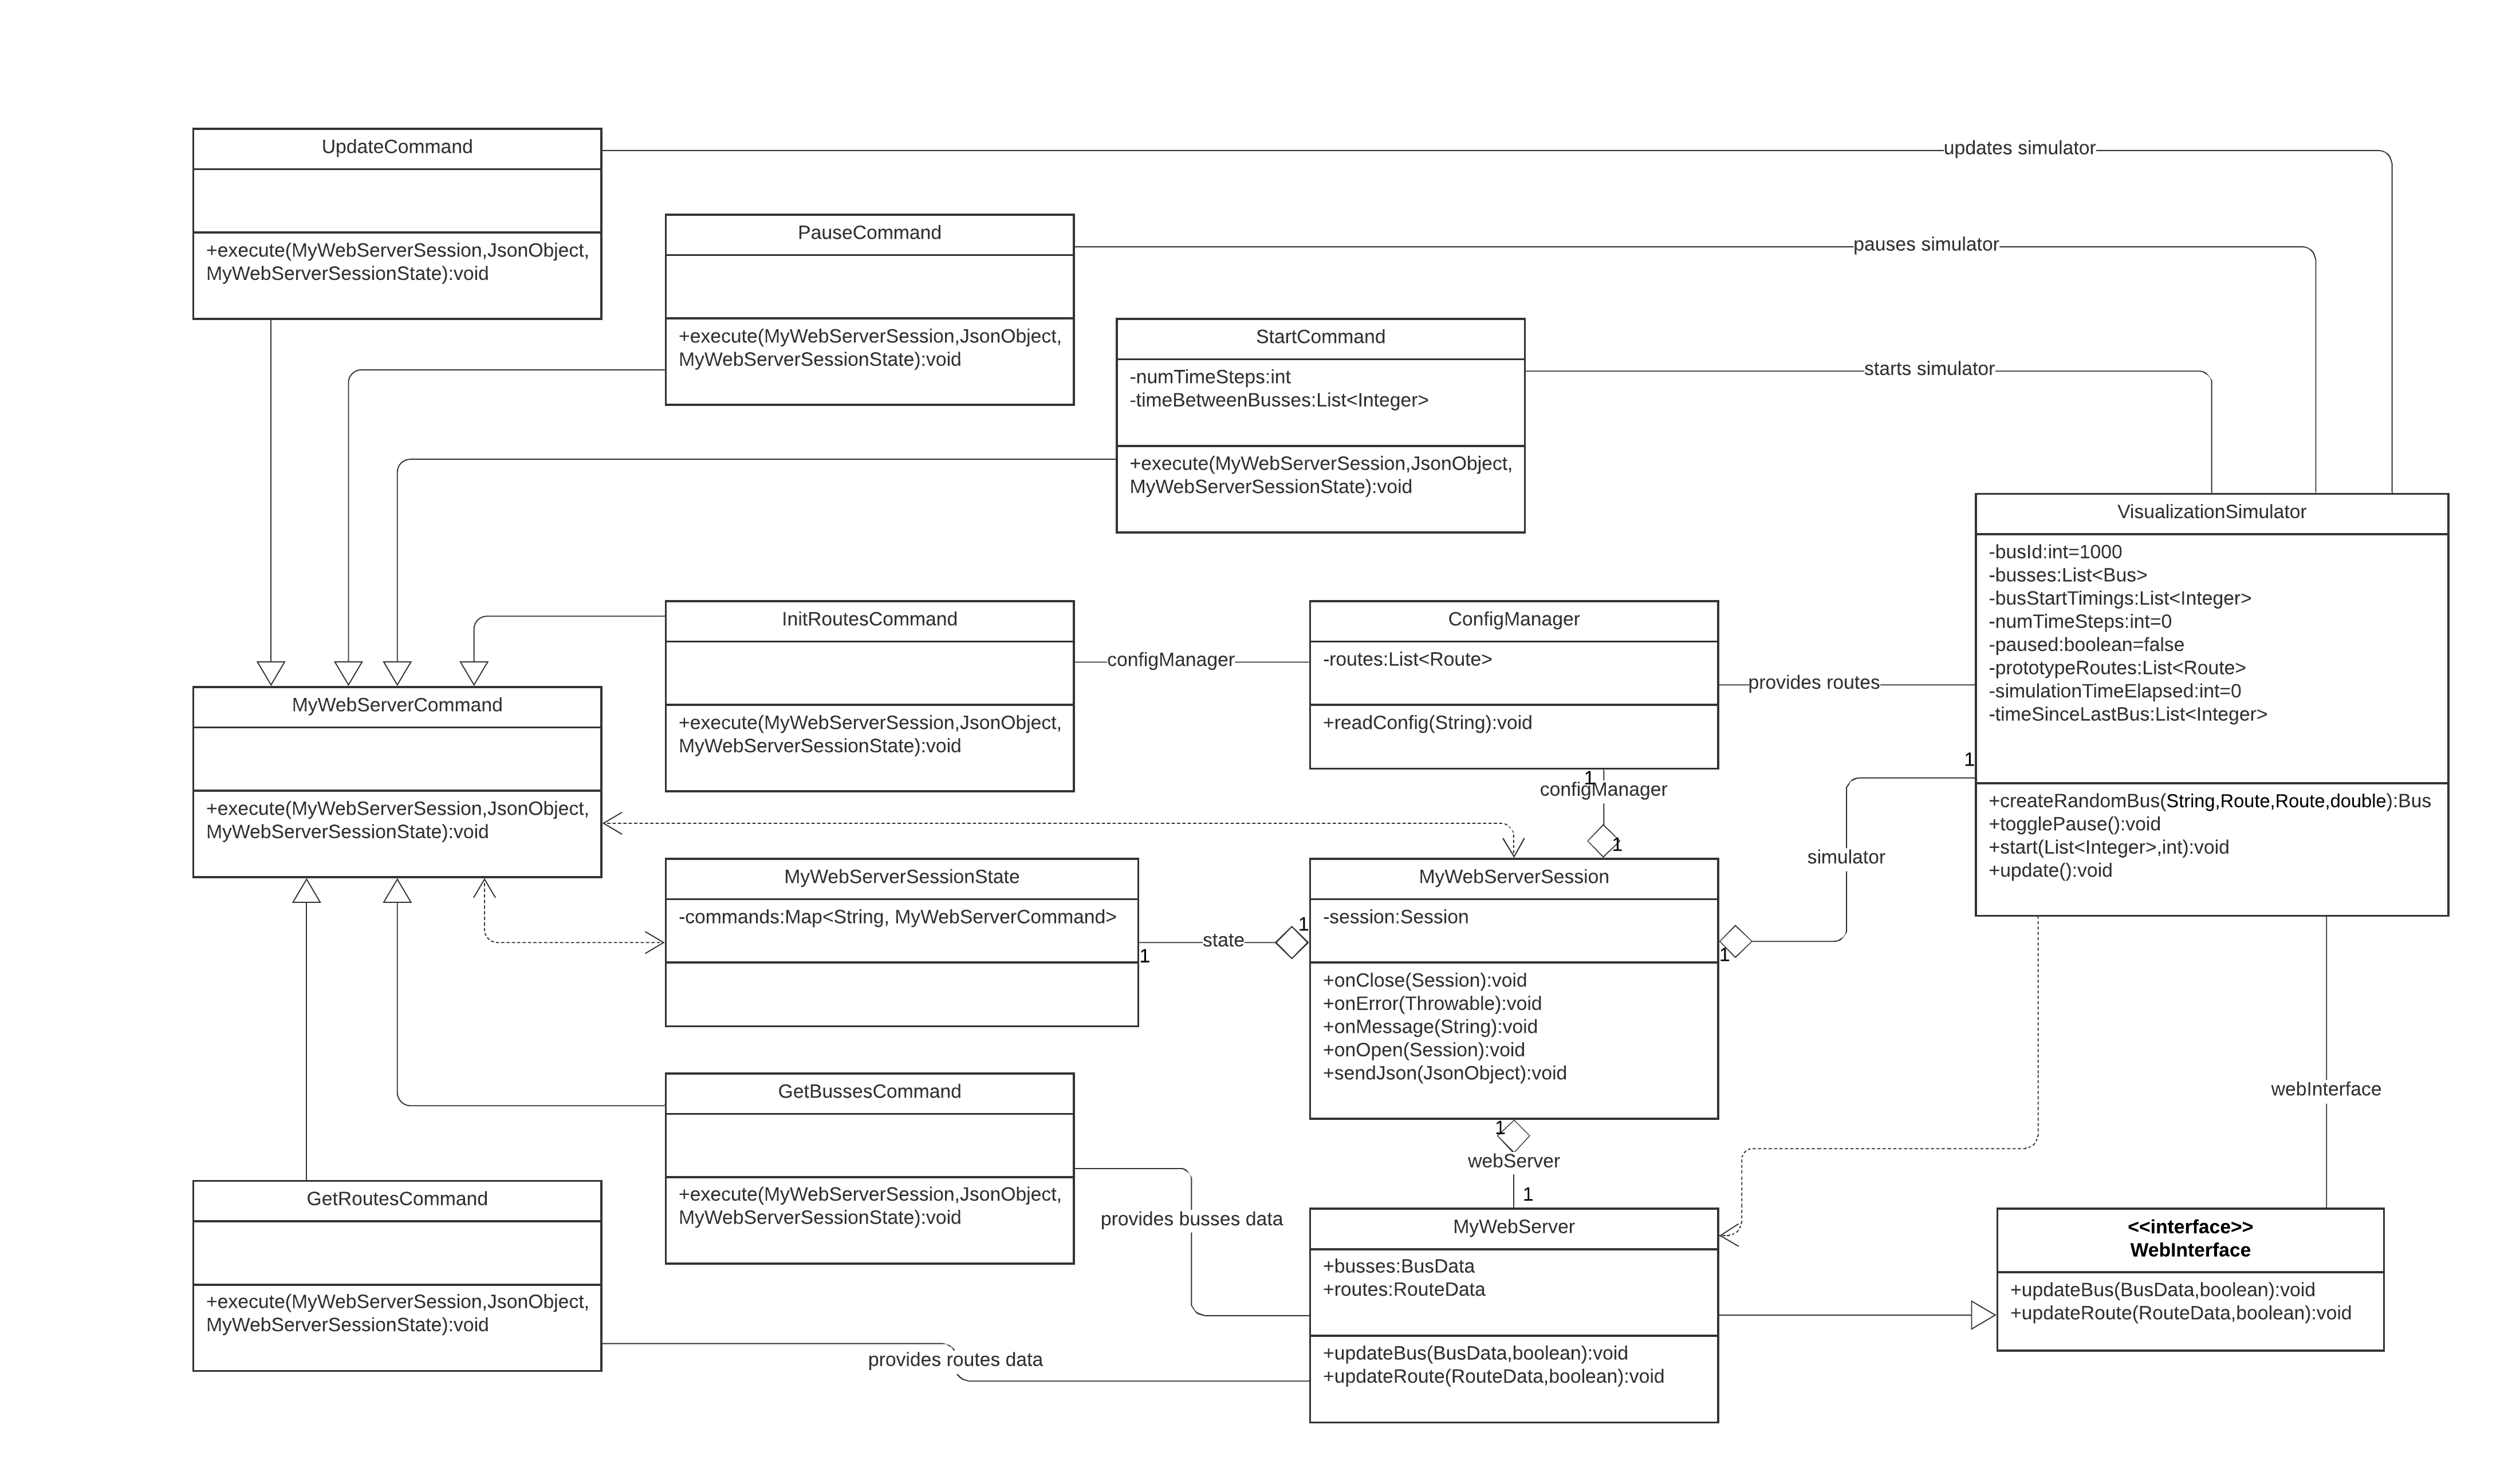 UpdateCommand
+execute(MyWebServerSession,JsonObject,
MyWebServerSessionState):void
updates simulator
PauseCommand
+execute(MyWebServerSession,JsonObject,
MyWebServerSessionState):void
pauses simulator
StartCommand
-numTimeSteps:int
-timeBetweenBusses:List<Integer>
+execute(MyWebServerSession,JsonObject,
MyWebServerSessionState):void
starts simulator
VisualizationSimulator
-busId:int=1000
-busses:List<Bus>
-busStartTimings:List<Integer>
-numTimeSteps:int=0
-paused:boolean=false
-prototypeRoutes:List<Route>
-simulationTimeElapsed:int=0
-timeSinceLastBus:List<Integer>
+createRandomBus(String,Route,Route,double):Bus
+togglePause():void
+start(List<Integer>,int):void
+update():void
InitRoutesCommand
+execute(MyWebServerSession,JsonObject,
MyWebServerSessionState):void
configManager
ConfigManager
-routes:List<Route>
+readConfig(String):void
provides routes
MyWebServerCommand
+execute(MyWebServerSession,JsonObject,
MyWebServerSessionState):void
1
configManager
1
1
simulator
1
MyWebServerSessionState
-commands:Map<String, MyWebServerCommand>
1
state
1
MyWebServerSession
-session:Session
+onClose(Session):void
+onError(Throwable):void
+onMessage(String):void
+onOpen(Session):void
+sendJson(JsonObject):void
GetBussesCommand
+execute(MyWebServerSession,JsonObject,
MyWebServerSessionState):void
provides busses data
1
webServer
1
webInterface
GetRoutesCommand
+execute(MyWebServerSession,JsonObject,
MyWebServerSessionState):void
provides routes data
MyWebServer
+busses:BusData
+routes:RouteData
+updateBus(BusData,boolean):void
+updateRoute(RouteData,boolean):void
<<interface>>
WebInterface
+updateBus(BusData,boolean):void
+updateRoute(RouteData,boolean):void